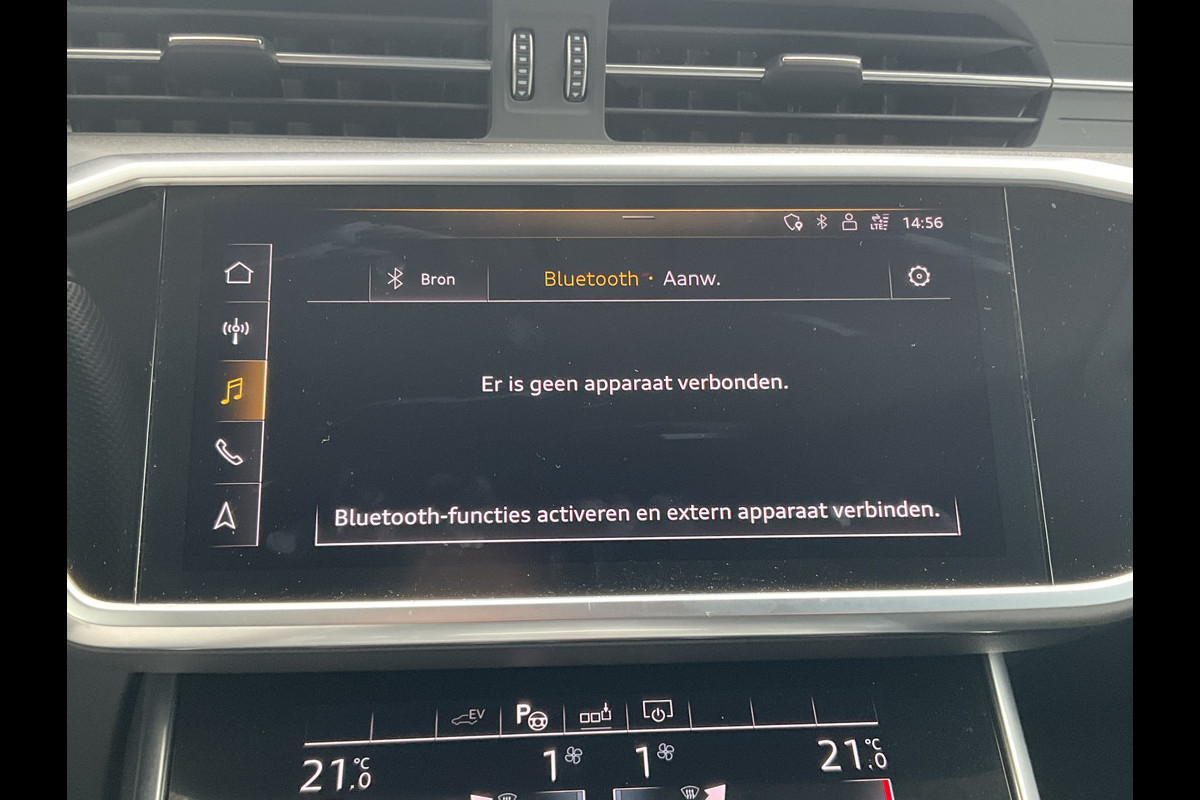 LTE 14:56
Bron Bluetooth · Aanw.
Er is geen apparaat verbonden.
Bluetooth-functies activeren en extern apparaat verbinden.
EV P
21.0 °C 1 1 21.0 °C